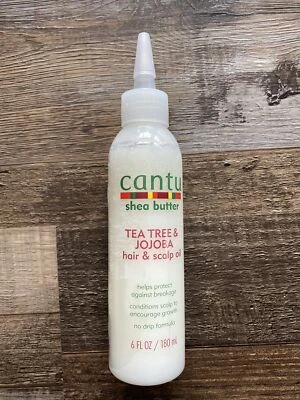 cantu
shea butter
TEA TREE &
JOJOBA
hair & scalp oil
helps protect
against breakage
conditions scalp to
encourage growth
no drip formula
6 FL OZ / 180 mL